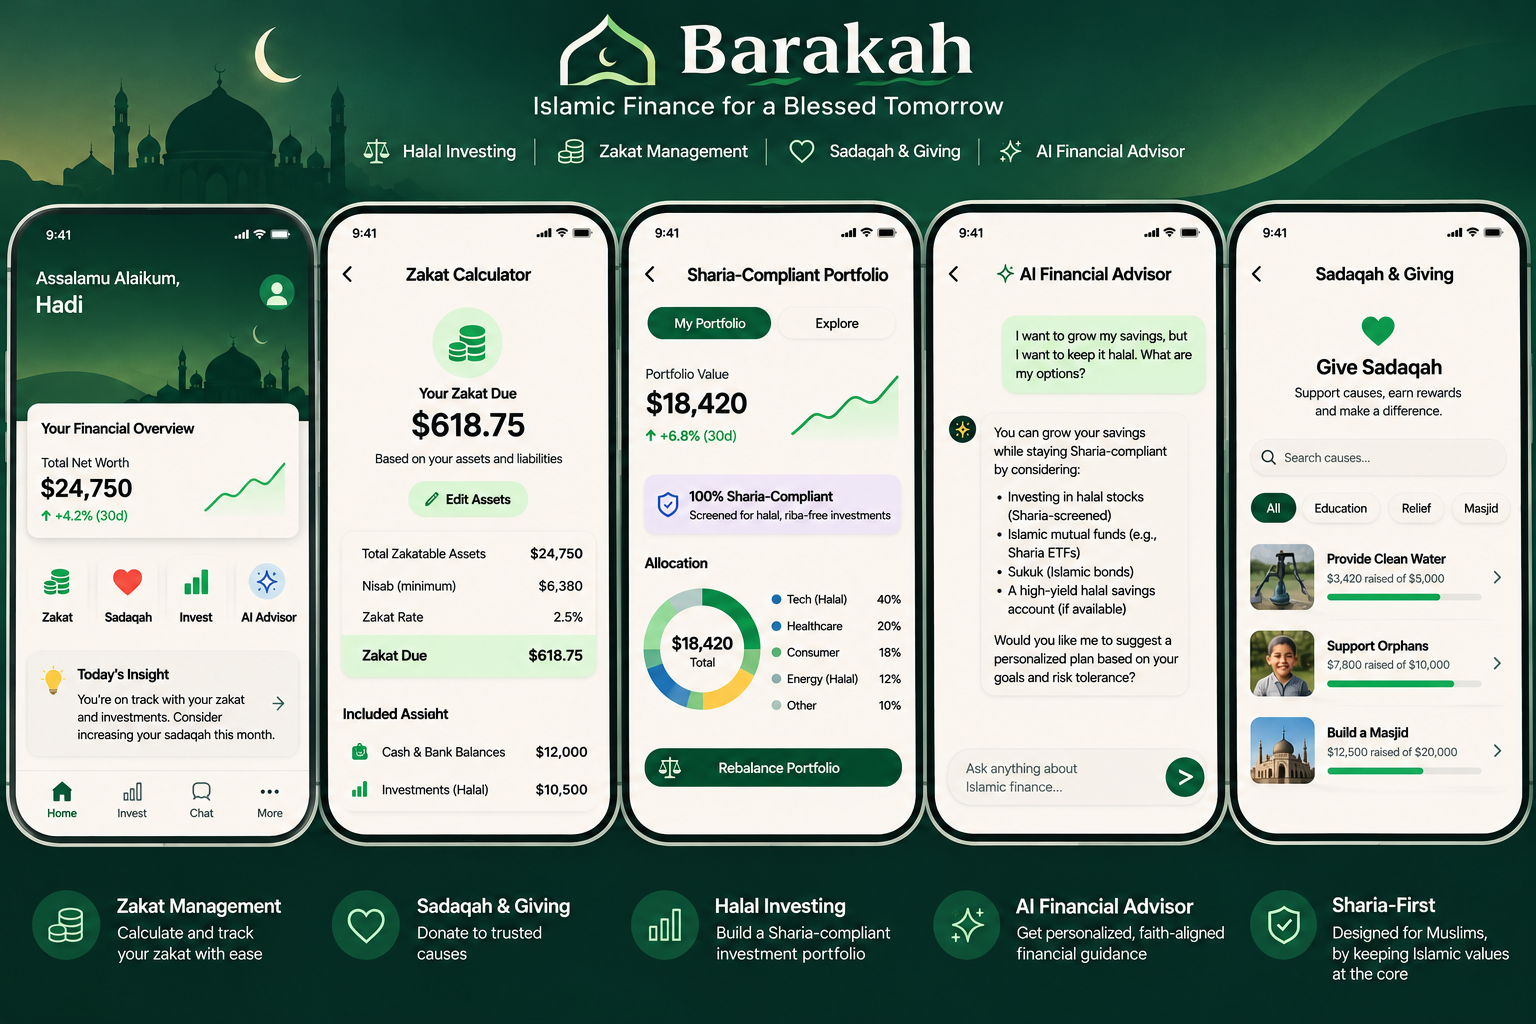 Barakah
Islamic Finance for a Blessed Tomorrow
Halal Investing
Zakat Management
Sadaqah & Giving
AI Financial Advisor
9:41
Assalamu Alaikum,
Hadi
Your Financial Overview
Total Net Worth
$24,750
↑ +4.2% (30d)
Zakat
Sadaqah
Invest
AI Advisor
Today's Insight
You're on track with your zakat
and investments. Consider
increasing your sadaqah this month.
Home
Invest
Chat
More
9:41
Zakat Calculator
Your Zakat Due
$618.75
Based on your assets and liabilities
Edit Assets
Total Zakatable Assets $24,750
Nisab (minimum) $6,380
Zakat Rate 2.5%
Zakat Due $618.75
Included Assiaht
Cash & Bank Balances $12,000
Investments (Halal) $10,500
9:41
Sharia-Compliant Portfolio
My Portfolio
Explore
Portfolio Value
$18,420
↑ +6.8% (30d)
100% Sharia-Compliant
Screened for halal, riba-free investments
Allocation
$18,420
Total
Tech (Halal) 40%
Healthcare 20%
Consumer 18%
Energy (Halal) 12%
Other 10%
Rebalance Portfolio
9:41
AI Financial Advisor
I want to grow my savings, but
I want to keep it halal. What are
my options?
You can grow your savings
while staying Sharia-compliant
by considering:
• Investing in halal stocks
(Sharia-screened)
• Islamic mutual funds (e.g.,
Sharia ETFs)
• Sukuk (Islamic bonds)
• A high-yield halal savings
account (if available)
Would you like me to suggest a
personalized plan based on your
goals and risk tolerance?
Ask anything about
Islamic finance...
9:41
Sadaqah & Giving
Give Sadaqah
Support causes, earn rewards
and make a difference.
Search causes...
All
Education
Relief
Masjid
Provide Clean Water
$3,420 raised of $5,000
Support Orphans
$7,800 raised of $10,000
Build a Masjid
$12,500 raised of $20,000
Zakat Management
Calculate and track
your zakat with ease
Sadaqah & Giving
Donate to trusted
causes
Halal Investing
Build a Sharia-compliant
investment portfolio
AI Financial Advisor
Get personalized, faith-aligned
financial guidance
Sharia-First
Designed for Muslims,
by keeping Islamic values
at the core